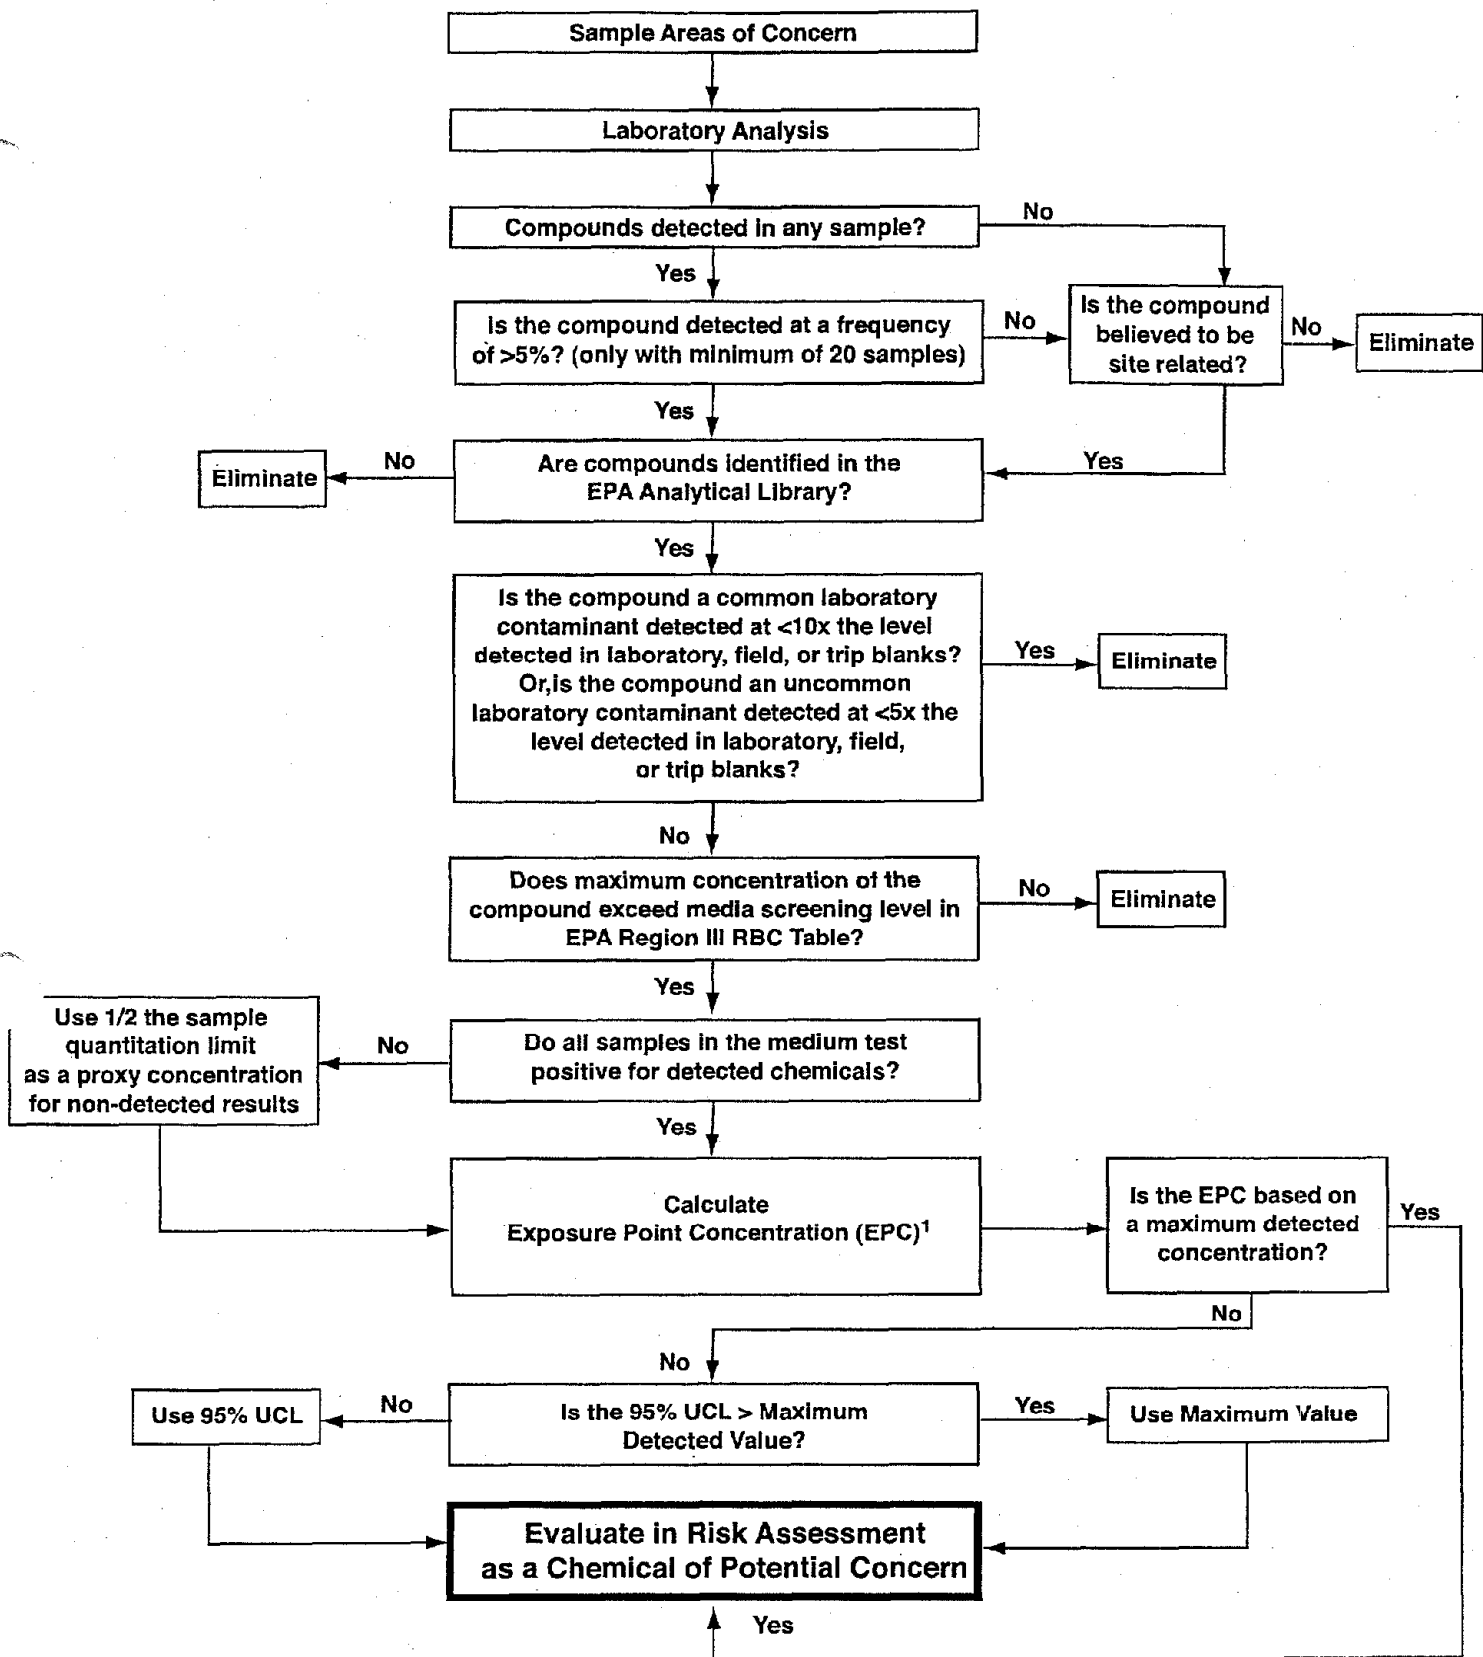 Sample Areas of Concern
Laboratory Analysis
Compounds detected in any sample?
No
Yes
Is the compound detected at a frequency
of >5%? (only with minimum of 20 samples)
No
Is the compound
believed to be
site related?
No
Eliminate
Yes
Yes
Are compounds identified in the
EPA Analytical Library?
No
Eliminate
Yes
Is the compound a common laboratory
contaminant detected at <10x the level
detected in laboratory, field, or trip blanks?
Or,is the compound an uncommon
laboratory contaminant detected at <5x the
level detected in laboratory, field,
or trip blanks?
Yes
Eliminate
No
Does maximum concentration of the
compound exceed media screening level in
EPA Region III RBC Table?
No
Eliminate
Yes
Do all samples in the medium test
positive for detected chemicals?
No
Use 1/2 the sample
quantitation limit
as a proxy concentration
for non-detected results
Yes
Calculate
Exposure Point Concentration (EPC)¹
Is the EPC based on
a maximum detected
concentration?
Yes
No
No
Is the 95% UCL > Maximum
Detected Value?
No
Use 95% UCL
Yes
Use Maximum Value
Evaluate in Risk Assessment
as a Chemical of Potential Concern
Yes